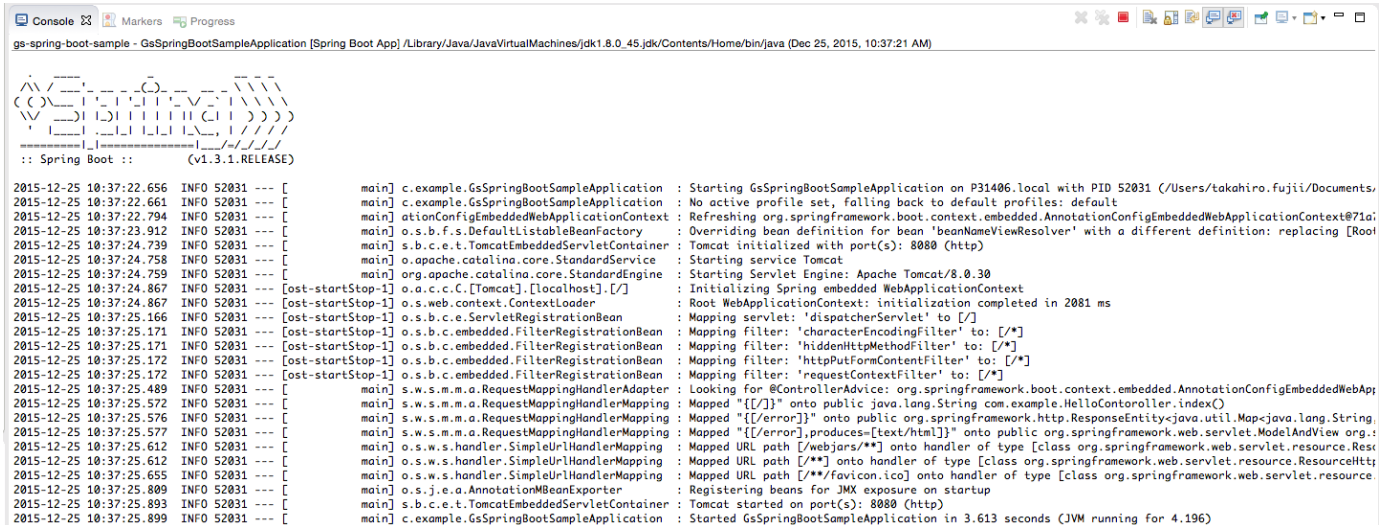 Console Markers Progress
gs-spring-boot-sample - GsSpringBootSampleApplication [Spring Boot App] /Library/Java/JavaVirtualMachines/jdk1.8.0_45.jdk/Contents/Home/bin/java (Dec 25, 2015, 10:37:21 AM)
:: Spring Boot ::        (v1.3.1.RELEASE)
2015-12-25 10:37:22.656  INFO 52031 --- [           main] c.example.GsSpringBootSampleApplication  : Starting GsSpringBootSampleApplication on P31406.local with PID 52031 (/Users/takahiro.fujii/Documents/
2015-12-25 10:37:22.661  INFO 52031 --- [           main] c.example.GsSpringBootSampleApplication  : No active profile set, falling back to default profiles: default
2015-12-25 10:37:22.794  INFO 52031 --- [           main] ationConfigEmbeddedWebApplicationContext : Refreshing org.springframework.boot.context.embedded.AnnotationConfigEmbeddedWebApplicationContext@71a7
2015-12-25 10:37:23.912  INFO 52031 --- [           main] o.s.b.f.s.DefaultListableBeanFactory     : Overriding bean definition for bean 'beanNameViewResolver' with a different definition: replacing [Root
2015-12-25 10:37:24.739  INFO 52031 --- [           main] s.b.c.e.t.TomcatEmbeddedServletContainer : Tomcat initialized with port(s): 8080 (http)
2015-12-25 10:37:24.758  INFO 52031 --- [           main] o.apache.catalina.core.StandardService   : Starting service Tomcat
2015-12-25 10:37:24.759  INFO 52031 --- [           main] org.apache.catalina.core.StandardEngine  : Starting Servlet Engine: Apache Tomcat/8.0.30
2015-12-25 10:37:24.867  INFO 52031 --- [ost-startStop-1] o.a.c.c.C.[Tomcat].[localhost].[/]       : Initializing Spring embedded WebApplicationContext
2015-12-25 10:37:24.867  INFO 52031 --- [ost-startStop-1] o.s.web.context.ContextLoader            : Root WebApplicationContext: initialization completed in 2081 ms
2015-12-25 10:37:25.166  INFO 52031 --- [ost-startStop-1] o.s.b.c.e.ServletRegistrationBean        : Mapping servlet: 'dispatcherServlet' to [/]
2015-12-25 10:37:25.171  INFO 52031 --- [ost-startStop-1] o.s.b.c.embedded.FilterRegistrationBean  : Mapping filter: 'characterEncodingFilter' to: [/*]
2015-12-25 10:37:25.171  INFO 52031 --- [ost-startStop-1] o.s.b.c.embedded.FilterRegistrationBean  : Mapping filter: 'hiddenHttpMethodFilter' to: [/*]
2015-12-25 10:37:25.172  INFO 52031 --- [ost-startStop-1] o.s.b.c.embedded.FilterRegistrationBean  : Mapping filter: 'httpPutFormContentFilter' to: [/*]
2015-12-25 10:37:25.172  INFO 52031 --- [ost-startStop-1] o.s.b.c.embedded.FilterRegistrationBean  : Mapping filter: 'requestContextFilter' to: [/*]
2015-12-25 10:37:25.489  INFO 52031 --- [           main] s.w.s.m.m.a.RequestMappingHandlerAdapter : Looking for @ControllerAdvice: org.springframework.boot.context.embedded.AnnotationConfigEmbeddedWebApp
2015-12-25 10:37:25.572  INFO 52031 --- [           main] s.w.s.m.m.a.RequestMappingHandlerMapping : Mapped "{[/]}" onto public java.lang.String com.example.HelloContoroller.index()
2015-12-25 10:37:25.576  INFO 52031 --- [           main] s.w.s.m.m.a.RequestMappingHandlerMapping : Mapped "{[/error]}" onto public org.springframework.http.ResponseEntity<java.util.Map<java.lang.String,
2015-12-25 10:37:25.577  INFO 52031 --- [           main] s.w.s.m.m.a.RequestMappingHandlerMapping : Mapped "{[/error],produces=[text/html]}" onto public org.springframework.web.servlet.ModelAndView org.s
2015-12-25 10:37:25.612  INFO 52031 --- [           main] o.s.w.s.handler.SimpleUrlHandlerMapping  : Mapped URL path [/webjars/**] onto handler of type [class org.springframework.web.servlet.resource.Reso
2015-12-25 10:37:25.612  INFO 52031 --- [           main] o.s.w.s.handler.SimpleUrlHandlerMapping  : Mapped URL path [/**] onto handler of type [class org.springframework.web.servlet.resource.ResourceHttp
2015-12-25 10:37:25.655  INFO 52031 --- [           main] o.s.w.s.handler.SimpleUrlHandlerMapping  : Mapped URL path [/**/favicon.ico] onto handler of type [class org.springframework.web.servlet.resource.
2015-12-25 10:37:25.809  INFO 52031 --- [           main] o.s.j.e.a.AnnotationMBeanExporter        : Registering beans for JMX exposure on startup
2015-12-25 10:37:25.893  INFO 52031 --- [           main] s.b.c.e.t.TomcatEmbeddedServletContainer : Tomcat started on port(s): 8080 (http)
2015-12-25 10:37:25.899  INFO 52031 --- [           main] c.example.GsSpringBootSampleApplication  : Started GsSpringBootSampleApplication in 3.613 seconds (JVM running for 4.196)